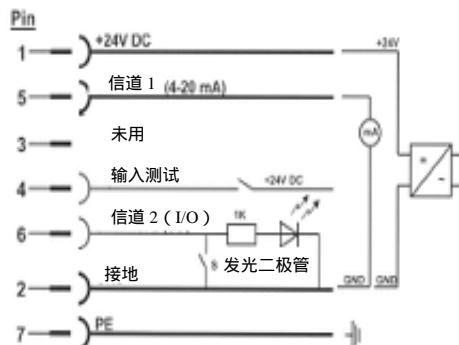 Pin
1 +24V DC +24V
5 信道 1 (4-20 mA)
mA
3 未用
4 输入测试 +24V DC
6 信道 2（I/O） 1K
S 发光二极管
2 接地 GND GND
7 PE